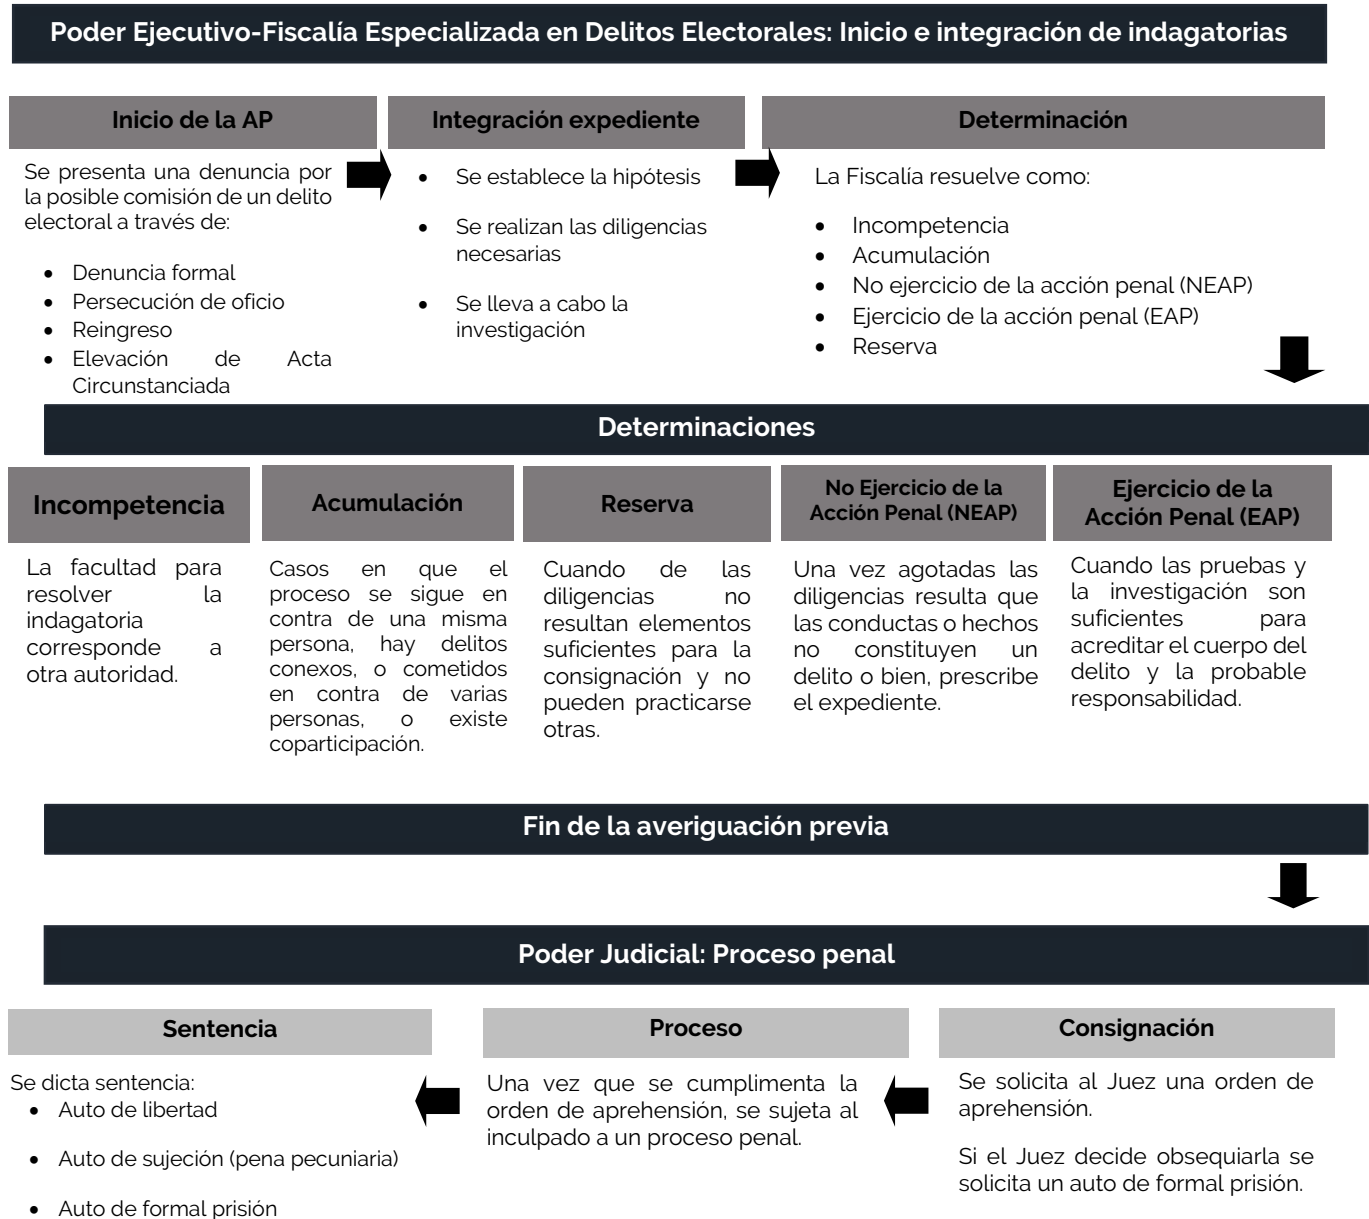 Poder Ejecutivo-Fiscalía Especializada en Delitos Electorales: Inicio e integración de indagatorias
Inicio de la AP
Se presenta una denuncia por
la posible comisión de un delito
electoral a través de:
• Denuncia formal
• Persecución de oficio
• Reingreso
• Elevación de Acta
Circunstanciada
Integración expediente
• Se establece la hipótesis
• Se realizan las diligencias
necesarias
• Se lleva a cabo la
investigación
Determinación
La Fiscalía resuelve como:
• Incompetencia
• Acumulación
• No ejercicio de la acción penal (NEAP)
• Ejercicio de la acción penal (EAP)
• Reserva
Determinaciones
Incompetencia
La facultad para
resolver la
indagatoria
corresponde a
otra autoridad.
Acumulación
Casos en que el
proceso se sigue en
contra de una misma
persona, hay delitos
conexos, o cometidos
en contra de varias
personas, o existe
coparticipación.
Reserva
Cuando de las
diligencias no
resultan elementos
suficientes para la
consignación y no
pueden practicarse
otras.
No Ejercicio de la
Acción Penal (NEAP)
Una vez agotadas las
diligencias resulta que
las conductas o hechos
no constituyen un
delito o bien, prescribe
el expediente.
Ejercicio de la
Acción Penal (EAP)
Cuando las pruebas y
la investigación son
suficientes para
acreditar el cuerpo del
delito y la probable
responsabilidad.
Fin de la averiguación previa
Poder Judicial: Proceso penal
Sentencia
Se dicta sentencia:
• Auto de libertad
• Auto de sujeción (pena pecuniaria)
• Auto de formal prisión
Proceso
Una vez que se cumplimenta la
orden de aprehensión, se sujeta al
inculpado a un proceso penal.
Consignación
Se solicita al Juez una orden de
aprehensión.
Si el Juez decide obsequiarla se
solicita un auto de formal prisión.